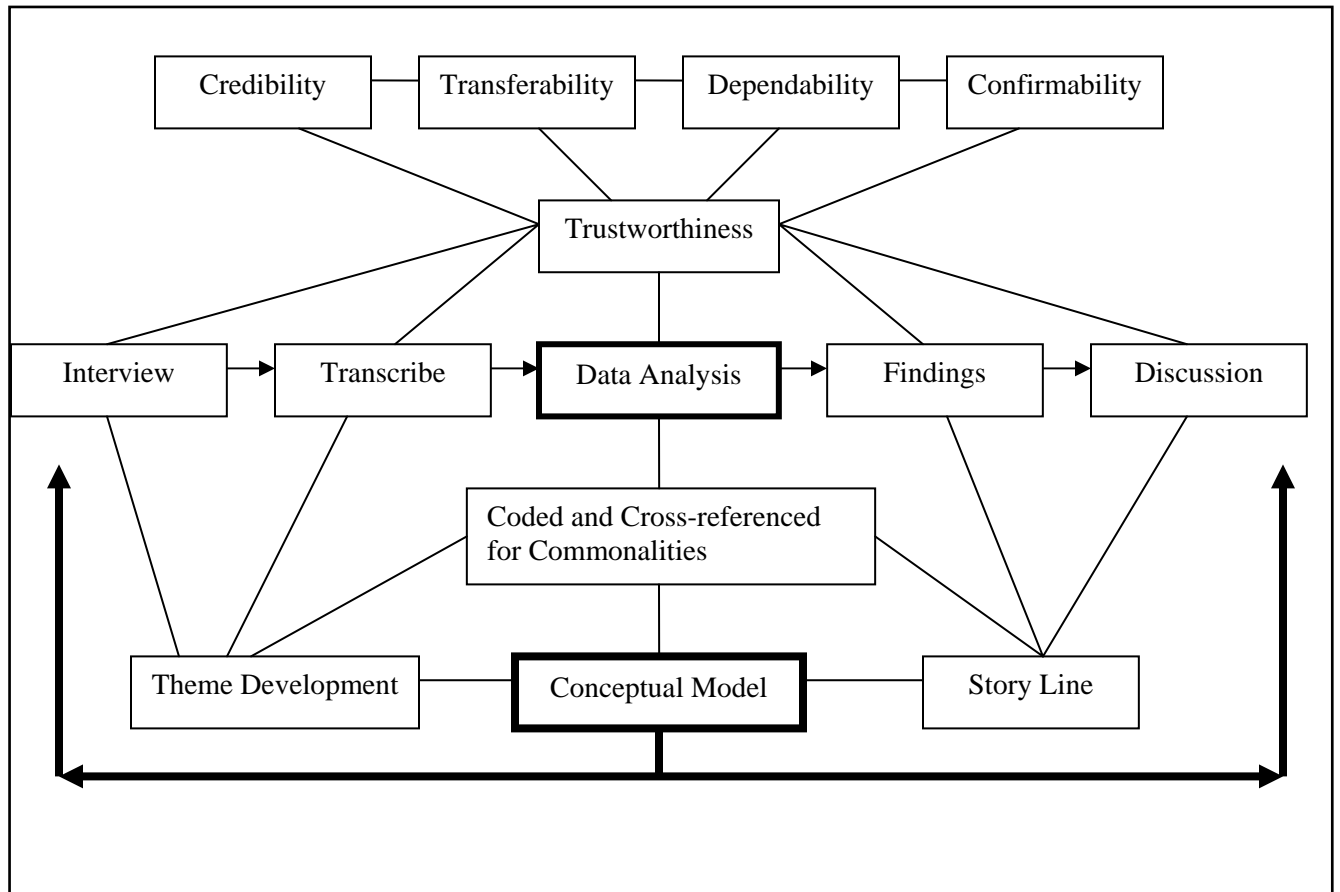 Credibility
Transferability
Dependability
Confirmability
Trustworthiness
Interview
Transcribe
Data Analysis
Findings
Discussion
Coded and Cross-referenced
for Commonalities
Theme Development
Conceptual Model
Story Line